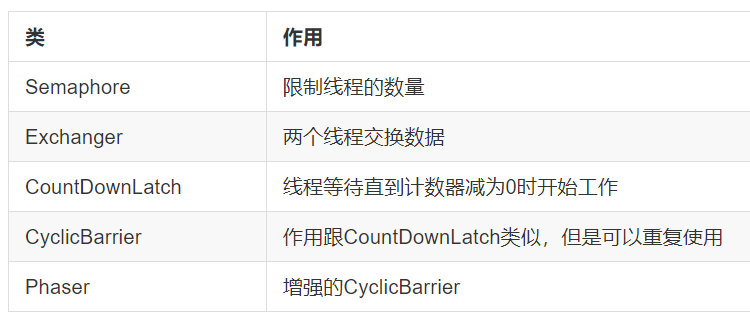 类 作用
Semaphore 限制线程的数量
Exchanger 两个线程交换数据
CountDownLatch 线程等待直到计数器减为0时开始工作
CyclicBarrier 作用跟CountDownLatch类似，但是可以重复使用
Phaser 增强的CyclicBarrier